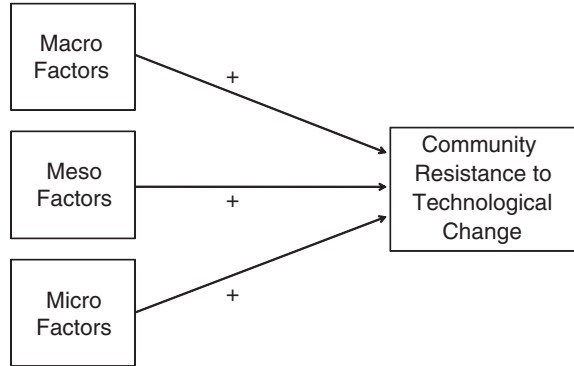 Macro
Factors
+
Meso
Factors
+
Micro
Factors
+
Community
Resistance to
Technological
Change